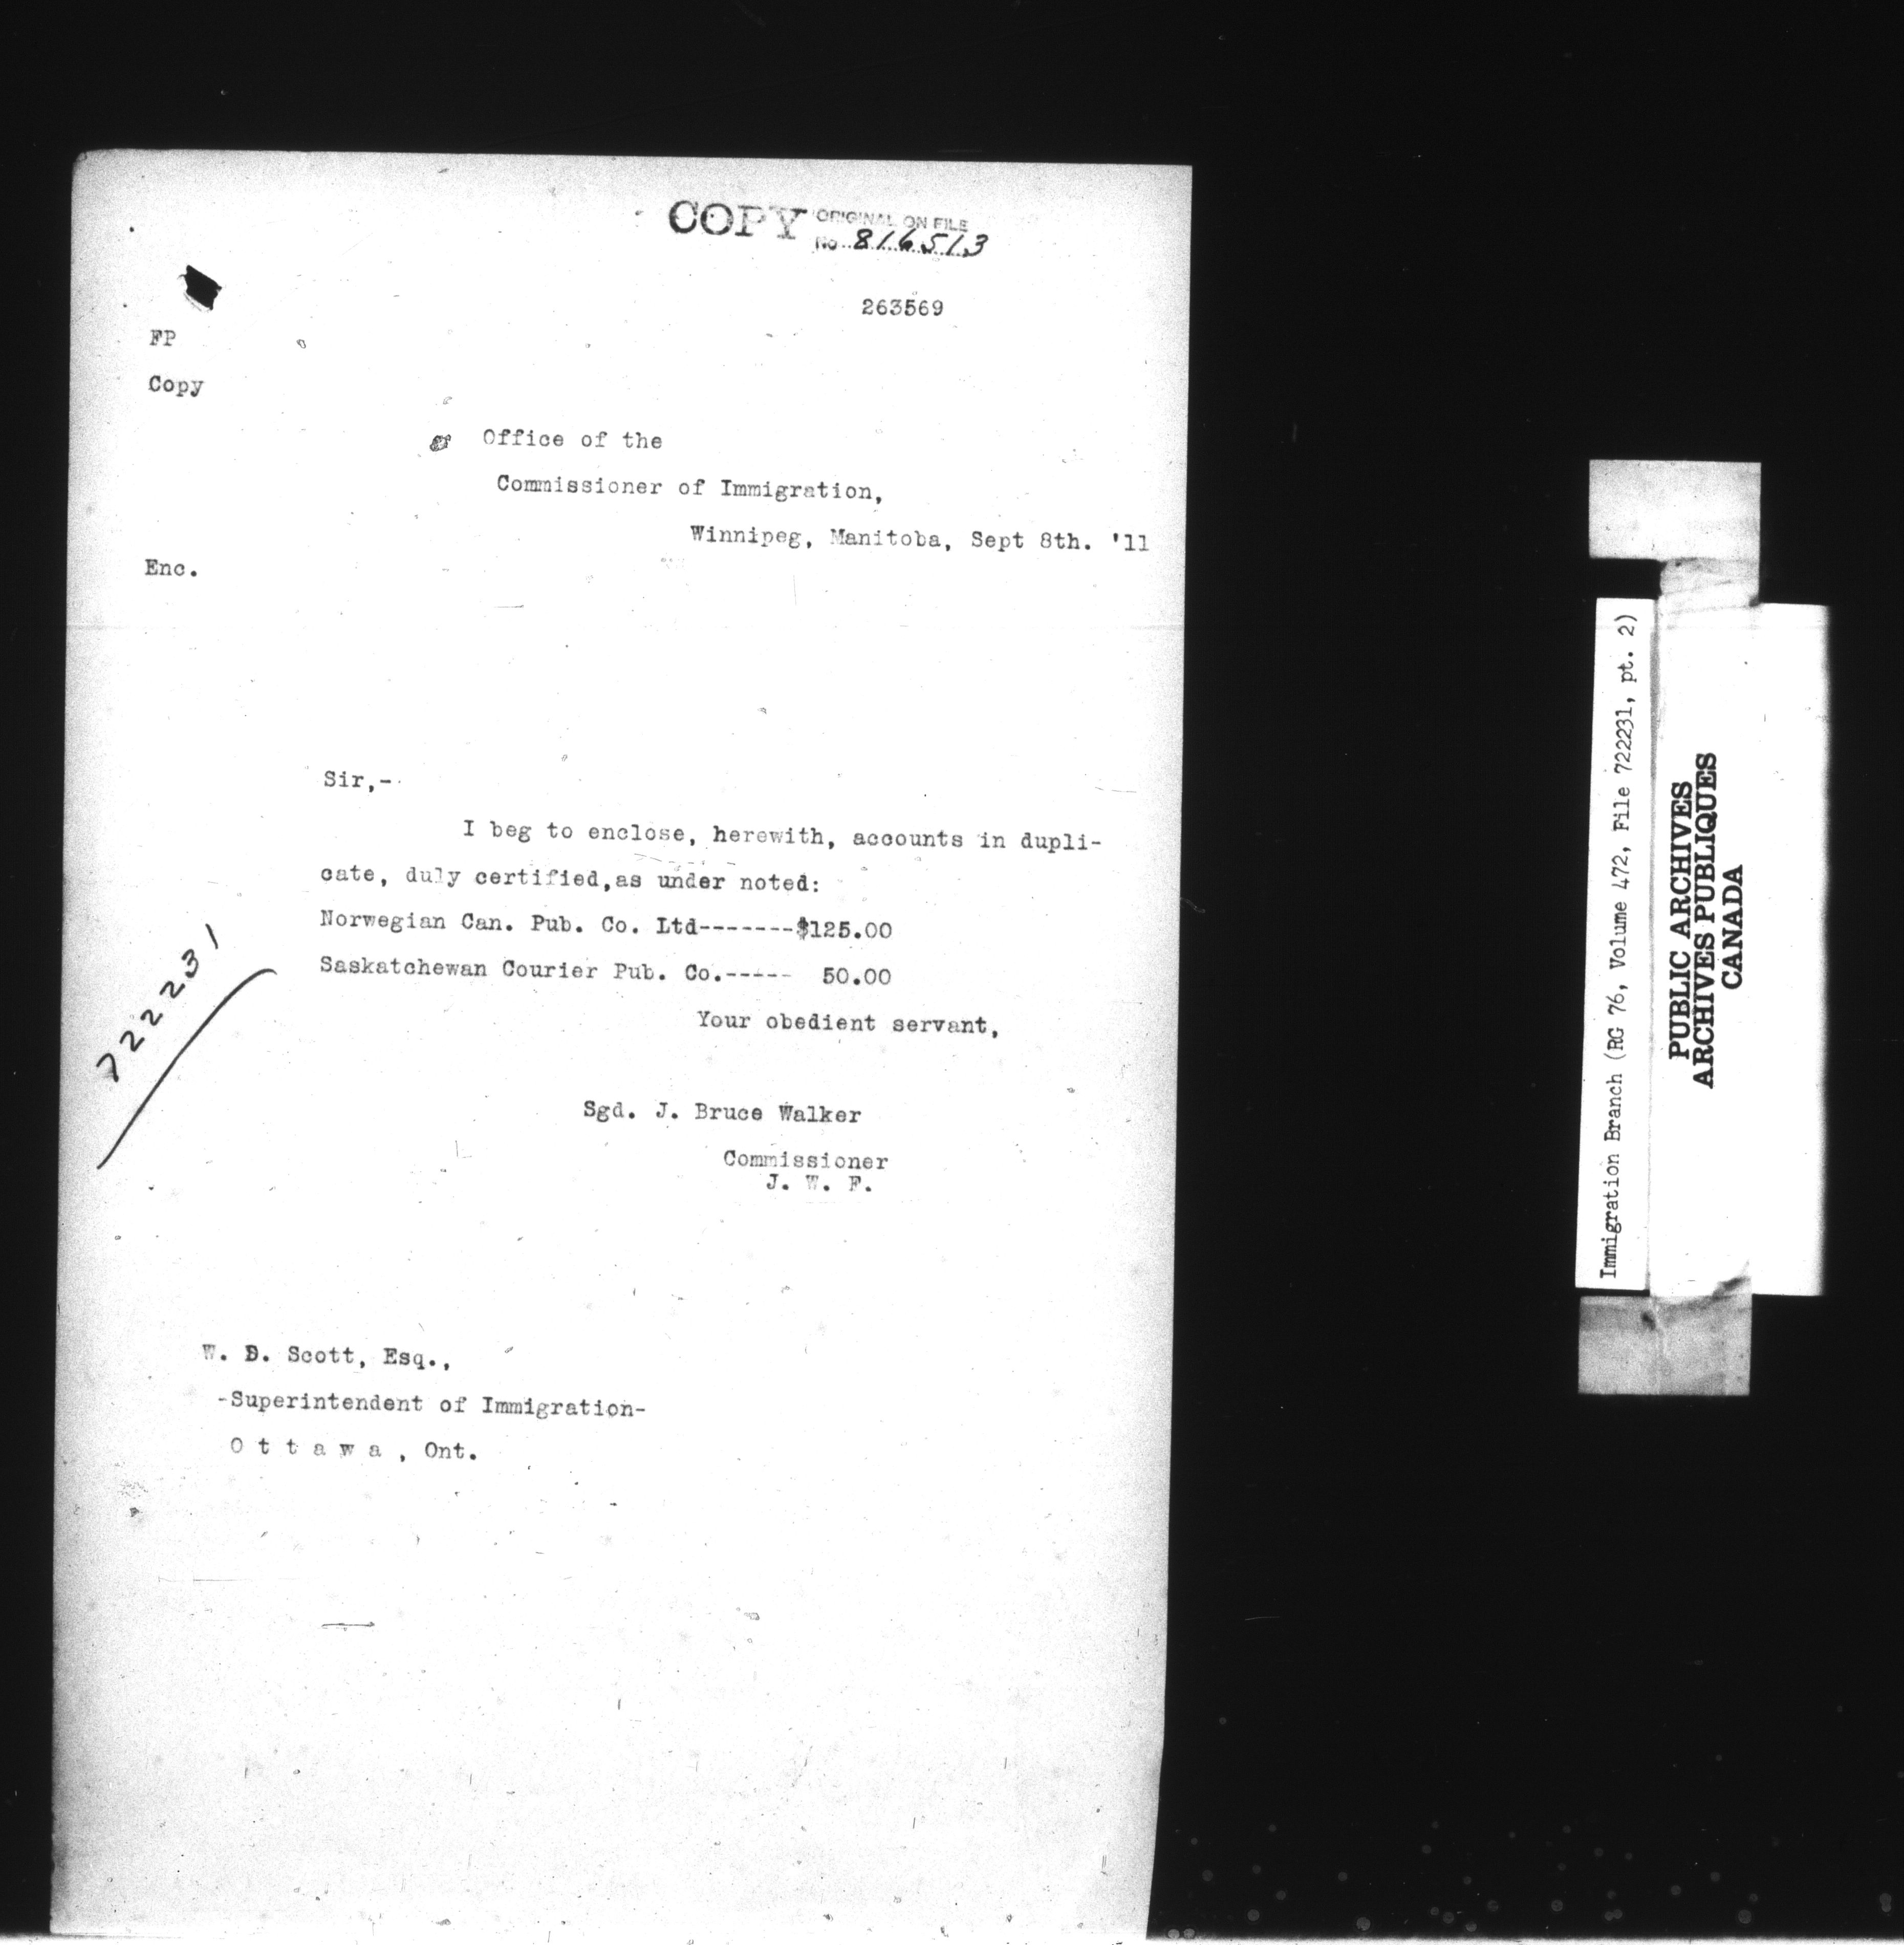 COPY ORIGINAL ON FILE
No. 816513
263569
FP
Copy
Office of the
Commissioner of Immigration,
Winnipeg, Manitoba, Sept 8th. '11
Enc.
Sir,-
I beg to enclose, herewith, accounts in dupli-
cate, duly certified,as under noted:
Norwegian Can. Pub. Co. Ltd-------$125.00
Saskatchewan Courier Pub. Co.----- 50.00
722231
Your obedient servant,
Sgd. J. Bruce Walker
Commissioner
J. W. F.
W. D. Scott, Esq.,
-Superintendent of Immigration-
O t t a w a , Ont.
Immigration Branch (RG 76, Volume 472, File 722231, pt. 2)
PUBLIC ARCHIVES
ARCHIVES PUBLIQUES
CANADA